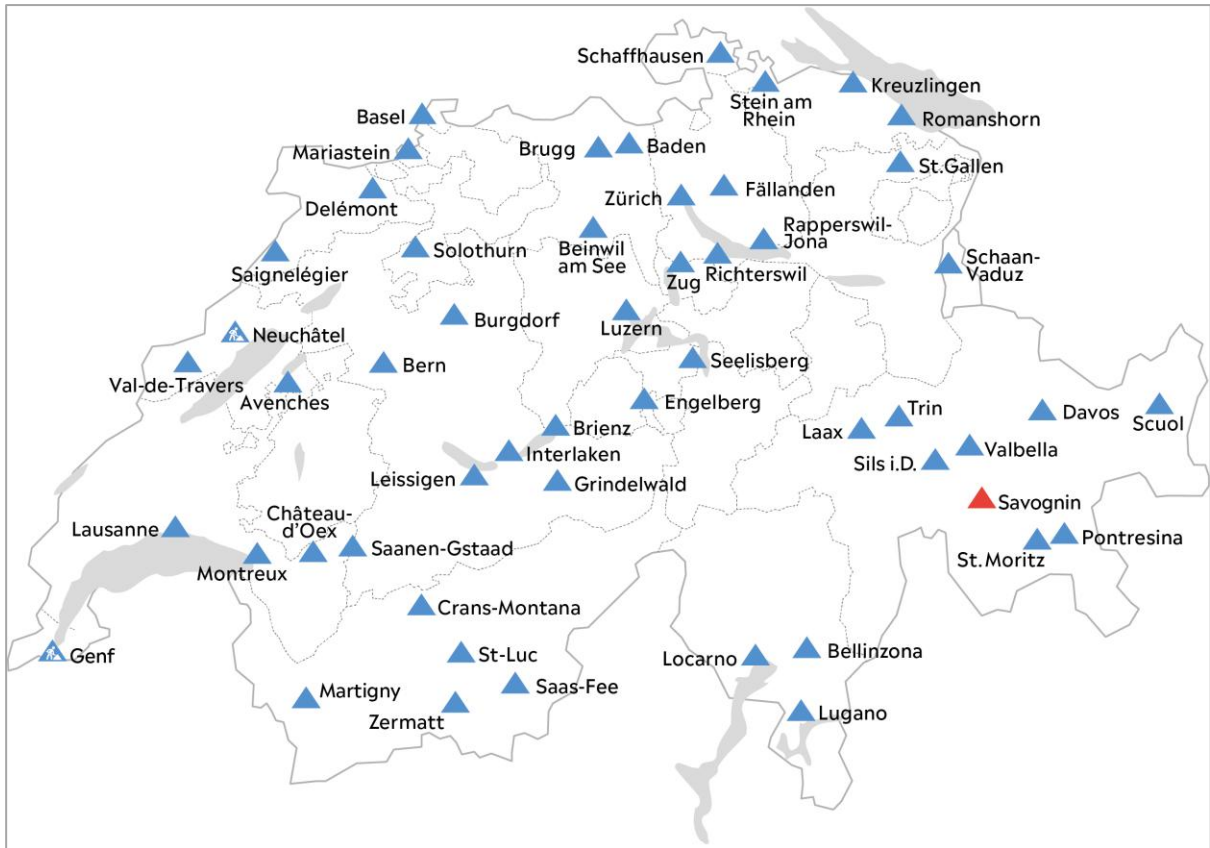 Schaffhausen
Stein am
Rhein
Kreuzlingen
Romanshorn
Basel
Mariastein
Brugg
Baden
St.Gallen
Delémont
Zürich
Fällanden
Saignelégier
Solothurn
Beinwil
am See
Rapperswil-
Jona
Zug
Richterswil
Schaan-
Vaduz
Neuchâtel
Burgdorf
Luzern
Val-de-Travers
Avenches
Bern
Seelisberg
Engelberg
Brienz
Interlaken
Leissigen
Grindelwald
Laax
Trin
Davos
Scuol
Sils i.D.
Valbella
Savognin
St. Moritz
Pontresina
Lausanne
Château-
d'Oex
Montreux
Saanen-Gstaad
Crans-Montana
Genf
St-Luc
Saas-Fee
Martigny
Zermatt
Locarno
Bellinzona
Lugano